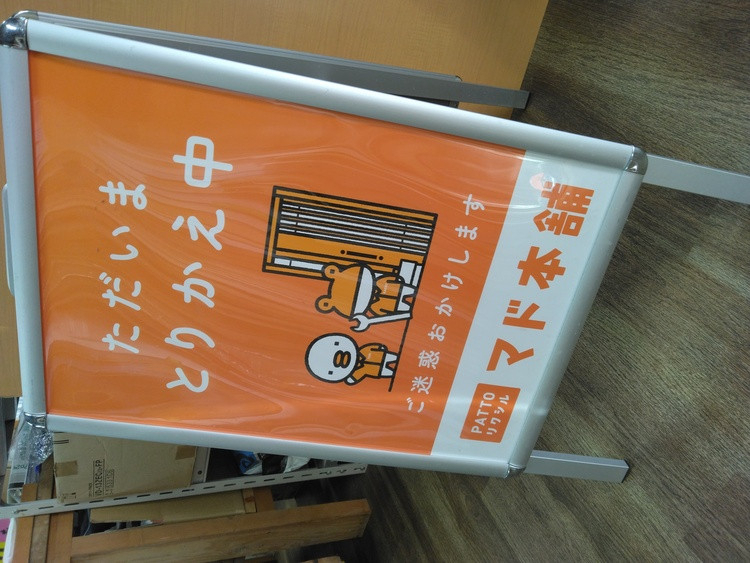 ただいま
とりかえ中
ご迷惑おかけします
PATTO
リクシル
マド本舗